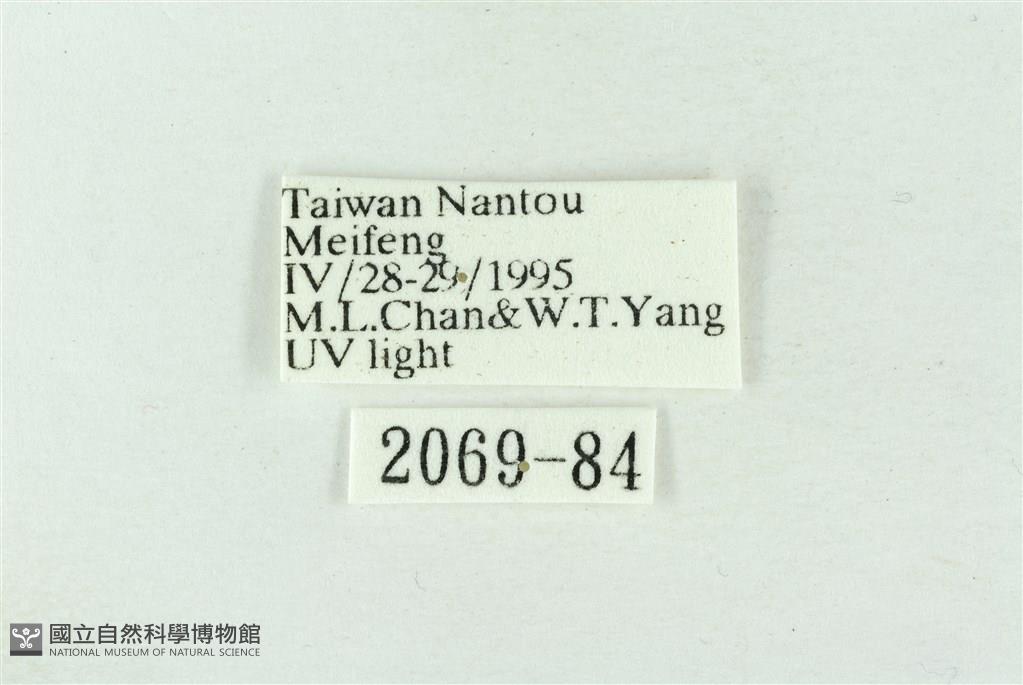 Taiwan Nantou
Meifeng
IV/28-29/1995
M.L.Chan&W.T.Yang
UV light
2069-84
國立自然科學博物館
NATIONAL MUSEUM OF NATURAL SCIENCE